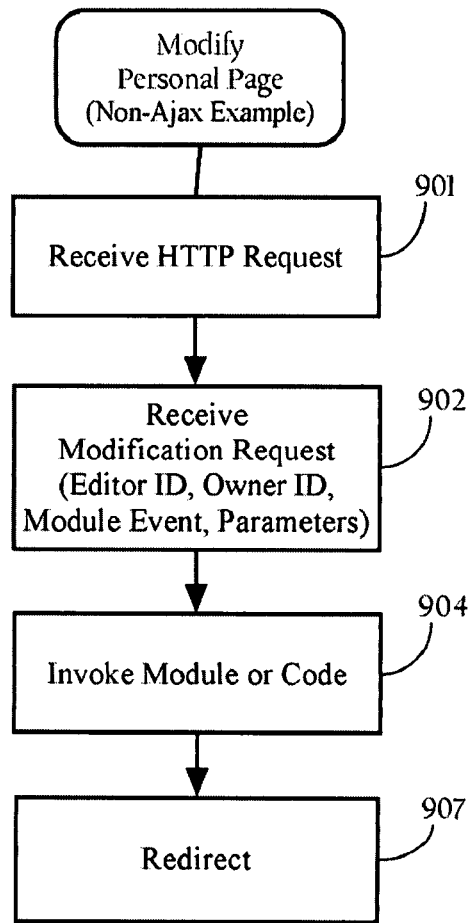 Modify
Personal Page
(Non-Ajax Example)
901
Receive HTTP Request
902
Receive
Modification Request
(Editor ID, Owner ID,
Module Event, Parameters)
904
Invoke Module or Code
907
Redirect